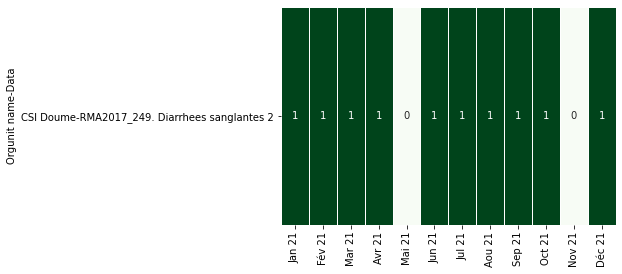 Orgunit name-Data
CSI Doume-RMA2017_249. Diarrhees sanglantes 2
1 1 1 1 0 1 1 1 1 1 0 1
Jan 21 Fév 21 Mar 21 Avr 21 Mai 21 Jun 21 Jul 21 Aou 21 Sep 21 Oct 21 Nov 21 Déc 21